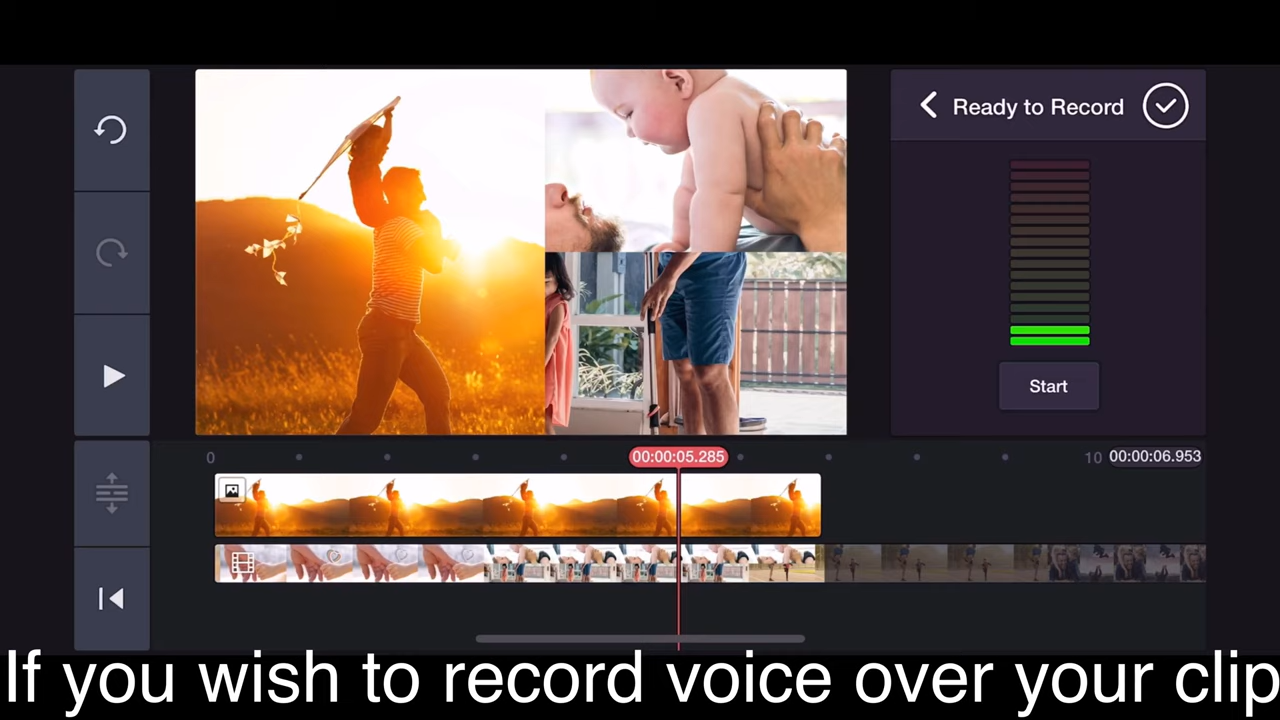 Ready to Record
Start
0
00:00:05.285
10
00:00:06.953
If you wish to record voice over your clip